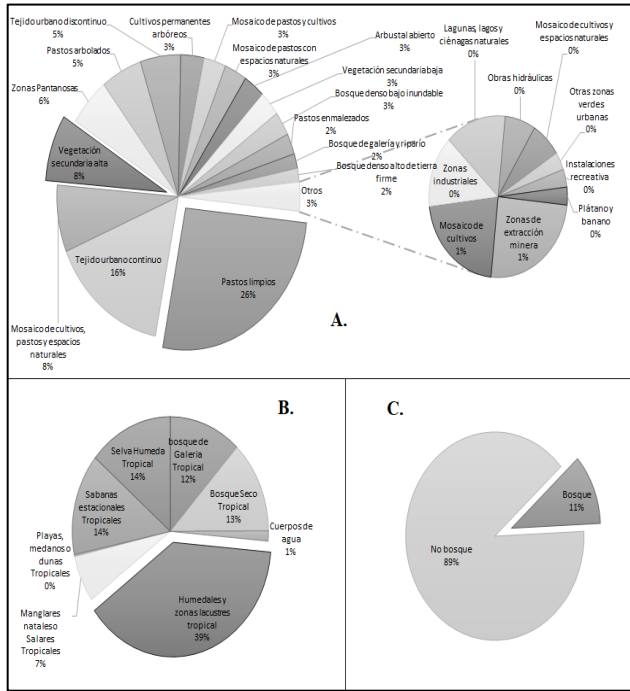 Tejido urbano discontinuo
5%
Cultivos permanentes
arbóreos
3%
Mosaico de pastos y cultivos
3%
Mosaico de pastos con
espacios naturales
3%
Arbustal abierto
3%
Vegetación secundaria baja
3%
Bosque denso bajo inundable
3%
Pastos enmalezados
2%
Bosque de galería y ripario
2%
Bosque denso alto de tierra
firme
2%
Otros
3%
Pastos limpios
26%
Tejido urbano continuo
16%
Mosaico de cultivos,
pastos y espacios
naturales
8%
Vegetación
secundaria alta
8%
Zonas Pantanosas
6%
Pastos arbolados
5%
Lagunas, lagos y
ciénagas naturales
0%
Obras hidráulicas
0%
Mosaico de cultivos y
espacios naturales
0%
Otras zonas
verdes
urbanas
0%
Instalaciones
recreativa
0%
Plátano y
banano
0%
Zonas de
extracción
minera
1%
Mosaico de
cultivos
1%
Zonas
industriales
0%
A.
B.
bosque de
Galeria
Tropical
12%
Bosque Seco
Tropical
13%
Cuerpos de
agua
1%
Humedales y
zonas lacustres
tropical
39%
Manglares
nataleso
Salares
Tropicales
7%
Playas,
medanos o
dunas
Tropicales
0%
Sabanas
estacionales
Tropicales
14%
Selva Humeda
Tropical
14%
C.
Bosque
11%
No bosque
89%